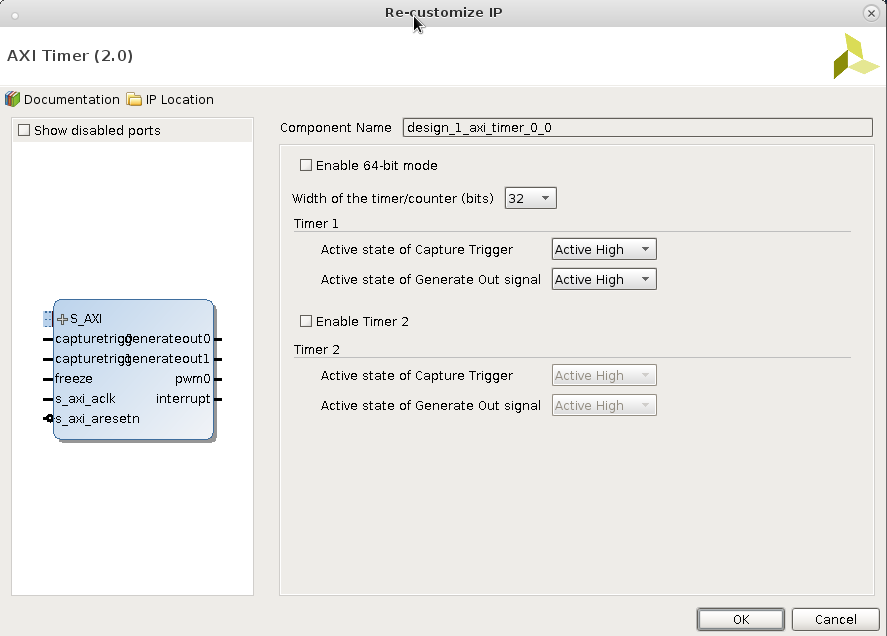 Re-customize IP
AXI Timer (2.0)
Documentation IP Location
Show disabled ports
S_AXI
capturetrig generateout0
capturetrig generateout1
freeze pwm0
s_axi_aclk interrupt
s_axi_aresetn
Component Name design_1_axi_timer_0_0
Enable 64-bit mode
Width of the timer/counter (bits) 32
Timer 1
Active state of Capture Trigger Active High
Active state of Generate Out signal Active High
Enable Timer 2
Timer 2
Active state of Capture Trigger Active High
Active state of Generate Out signal Active High
OK Cancel